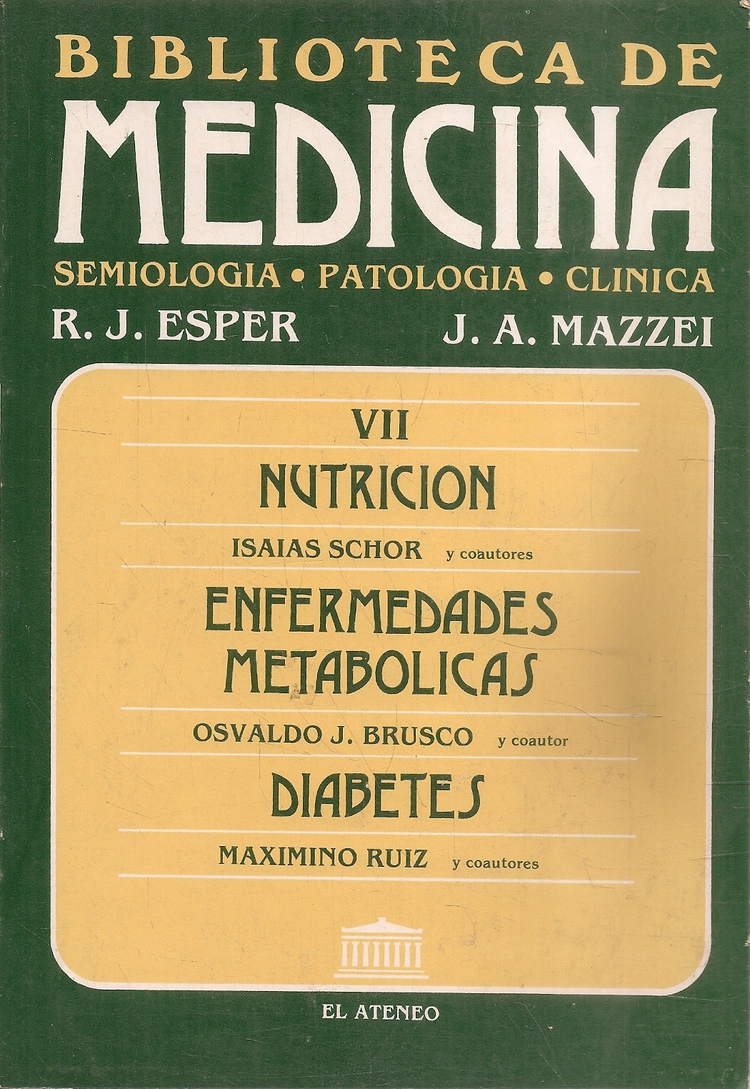 BIBLIOTECA DE
MEDICINA
SEMIOLOGIA • PATOLOGIA • CLINICA
R. J. ESPER J. A. MAZZEI
VII
NUTRICION
ISAIAS SCHOR y coautores
ENFERMEDADES
METABOLICAS
OSVALDO J. BRUSCO y coautor
DIABETES
MAXIMINO RUIZ y coautores
EL ATENEO